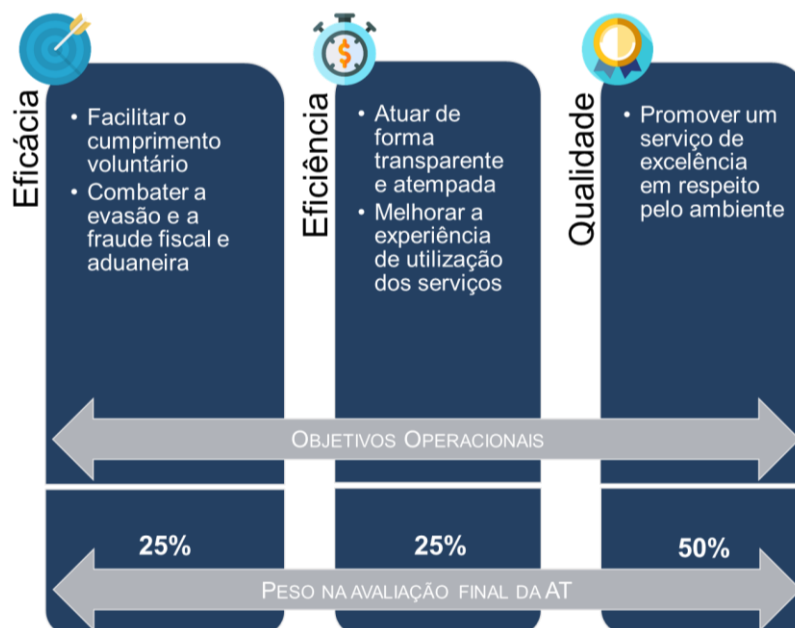 Eficácia
• Facilitar o
cumprimento
voluntário
• Combater a
evasão e a
fraude fiscal e
aduaneira
Eficiência
• Atuar de
forma
transparente
e atempada
• Melhorar a
experiência
de utilização
dos serviços
Qualidade
• Promover um
serviço de
excelência
em respeito
pelo ambiente
OBJETIVOS OPERACIONAIS
25%
25%
50%
PESO NA AVALIAÇÃO FINAL DA AT